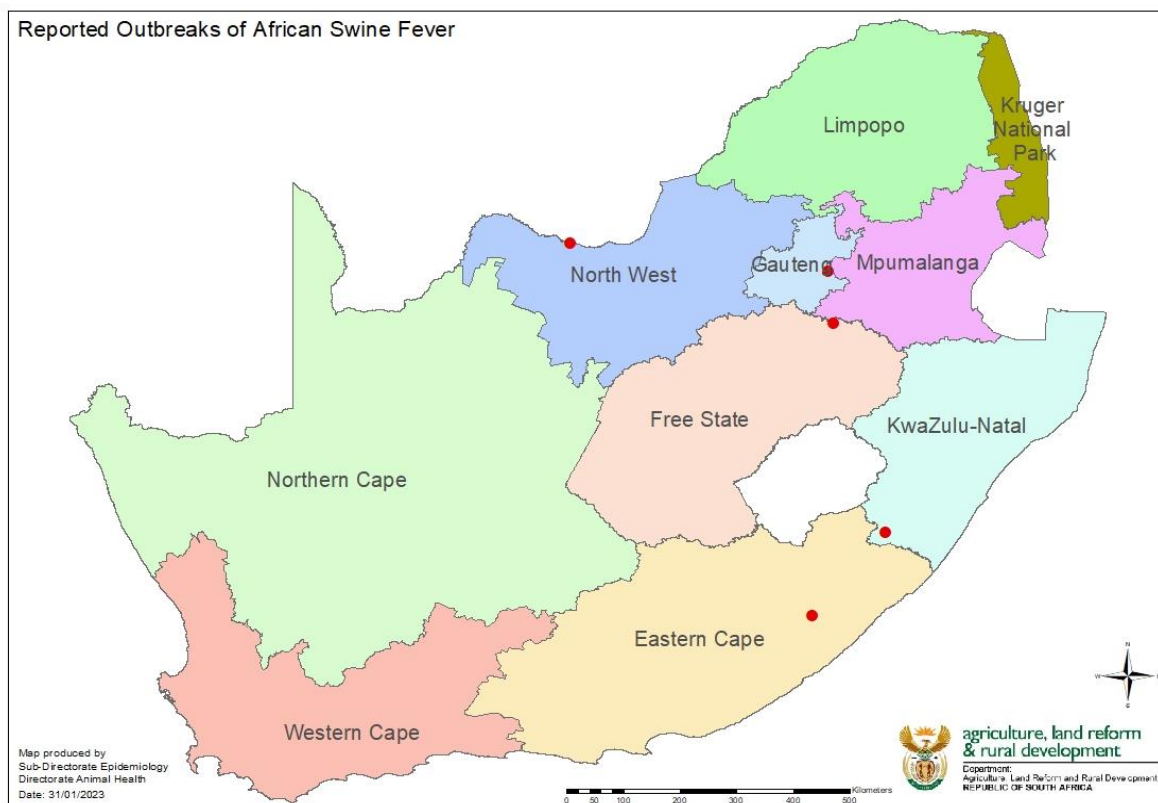 Reported Outbreaks of African Swine Fever
Limpopo
Kruger
National
Park
North West
Gauteng
Mpumalanga
Free State
KwaZulu-Natal
Northern Cape
Eastern Cape
Western Cape
N
W
S
Map produced by
Sub-Directorate Epidemiology
Directorate Animal Health
Date: 31/01/2023
Kilometers
0 50 100 200 300 400 500
agriculture, land reform
& rural development
Department:
Agriculture, Land Reform and Rural Development
REPUBLIC OF SOUTH AFRICA